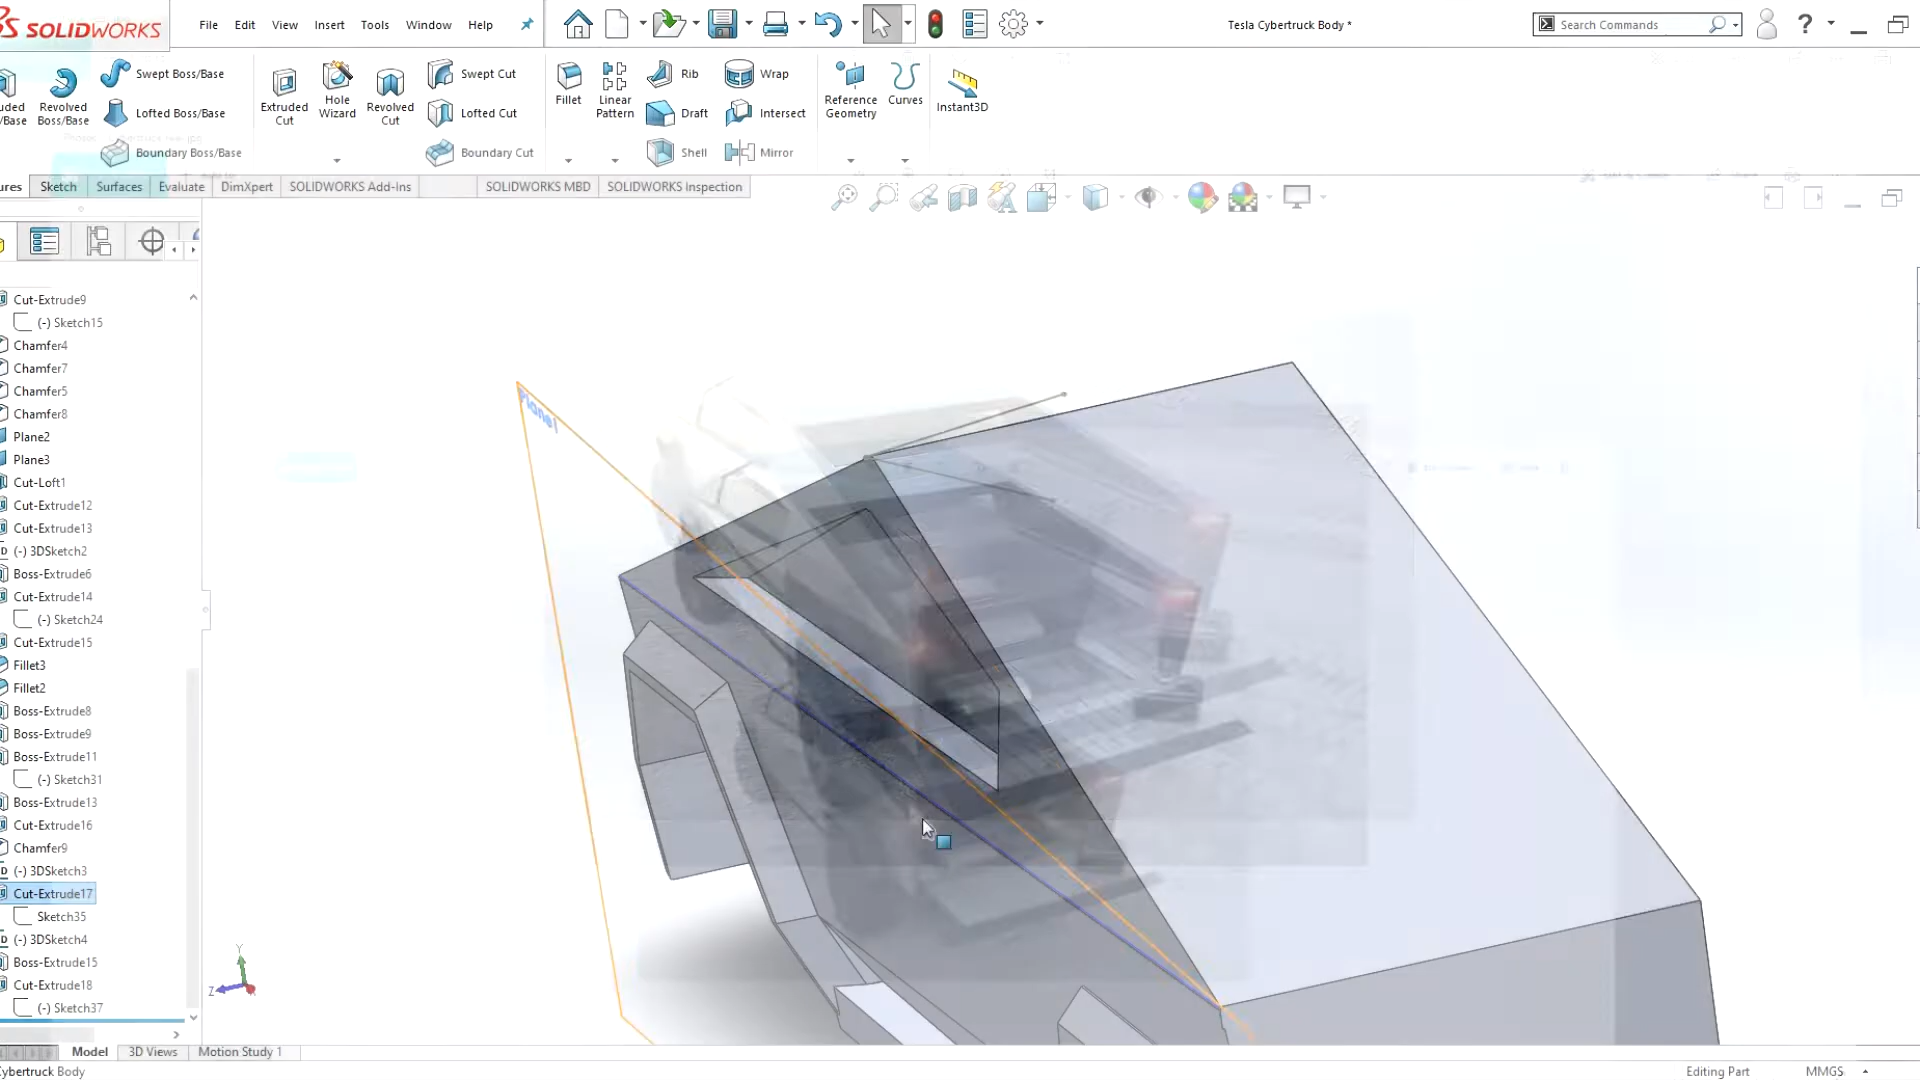 SOLIDWORKS File Edit View Insert Tools Window Help Tesla Cybertruck Body * Search Commands ?
Swept Boss/Base Swept Cut Rib Wrap
Revolved Boss/Base Lofted Boss/Base Extruded Cut Hole Wizard Revolved Cut Lofted Cut Fillet Linear Pattern Draft Intersect Reference Geometry Curves Instant3D
Boundary Boss/Base Boundary Cut Shell Mirror
ures Sketch Surfaces Evaluate DimXpert SOLIDWORKS Add-Ins SOLIDWORKS MBD SOLIDWORKS Inspection
Cut-Extrude9
(-) Sketch15
Chamfer4
Chamfer7
Chamfer5
Chamfer8
Plane2
Plane3
Cut-Loft1
Cut-Extrude12
Cut-Extrude13
(-) 3DSketch2
Boss-Extrude6
Cut-Extrude14
(-) Sketch24
Cut-Extrude15
Fillet3
Fillet2
Boss-Extrude8
Boss-Extrude9
Boss-Extrude11
(-) Sketch31
Boss-Extrude13
Cut-Extrude16
Chamfer9
(-) 3DSketch3
Cut-Extrude17
Sketch35
(-) 3DSketch4
Boss-Extrude15
Cut-Extrude18
(-) Sketch37
Plane1
Y
Z
Model 3D Views Motion Study 1
Cybertruck Body Editing Part MMGS